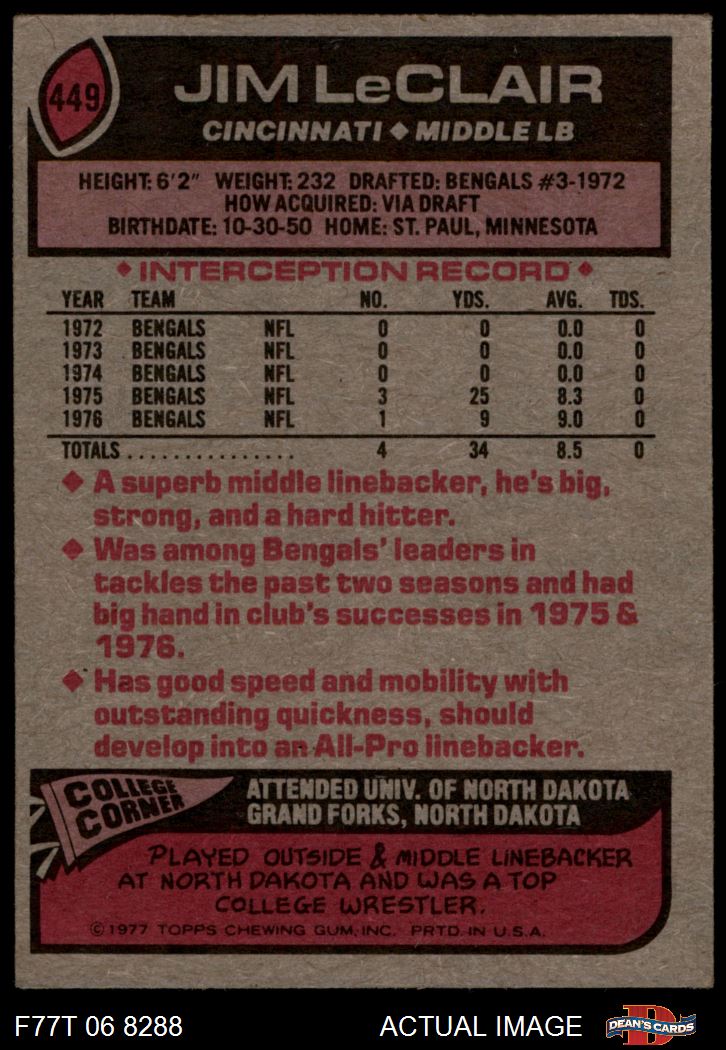 449
JIM LeCLAIR
CINCINNATI ◆ MIDDLE LB
HEIGHT: 6'2" WEIGHT: 232 DRAFTED: BENGALS #3-1972
HOW ACQUIRED: VIA DRAFT
BIRTHDATE: 10-30-50 HOME: ST. PAUL, MINNESOTA
◆ INTERCEPTION RECORD ◆
YEAR TEAM NO. YDS. AVG. TDS.
1972 BENGALS NFL 0 0 0.0 0
1973 BENGALS NFL 0 0 0.0 0
1974 BENGALS NFL 0 0 0.0 0
1975 BENGALS NFL 3 25 8.3 0
1976 BENGALS NFL 1 9 9.0 0
TOTALS ............... 4 34 8.5 0
◆ A superb middle linebacker, he's big,
strong, and a hard hitter.
◆ Was among Bengals' leaders in
tackles the past two seasons and had
big hand in club's successes in 1975 &
1976.
◆ Has good speed and mobility with
outstanding quickness, should
develop into an All-Pro linebacker.
COLLEGE
CORNER
ATTENDED UNIV. OF NORTH DAKOTA
GRAND FORKS, NORTH DAKOTA
PLAYED OUTSIDE & MIDDLE LINEBACKER
AT NORTH DAKOTA AND WAS A TOP
COLLEGE WRESTLER.
©1977 TOPPS CHEWING GUM, INC. PRTD. IN U.S.A.
F77T 06 8288
ACTUAL IMAGE
D
DEAN'S CARDS